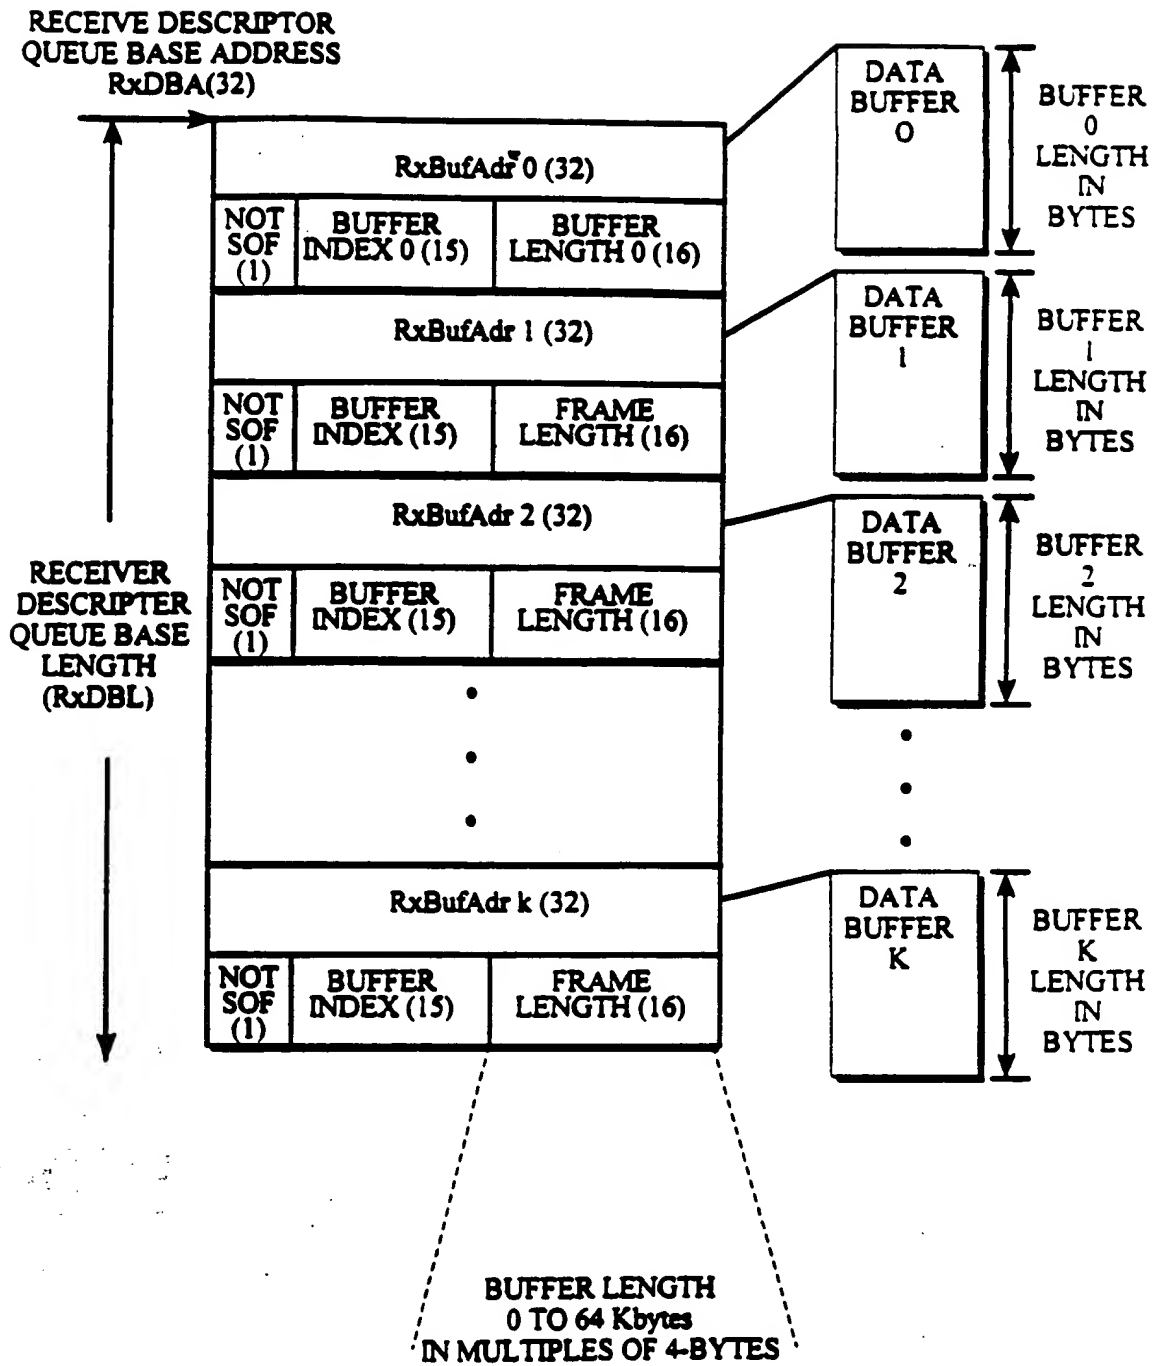 RECEIVE DESCRIPTOR
QUEUE BASE ADDRESS
RxDBA(32)
RxBufAdr 0 (32)
NOT
SOF
(1)
BUFFER
INDEX 0 (15)
BUFFER
LENGTH 0 (16)
RxBufAdr 1 (32)
NOT
SOF
(1)
BUFFER
INDEX (15)
FRAME
LENGTH (16)
RxBufAdr 2 (32)
NOT
SOF
(1)
BUFFER
INDEX (15)
FRAME
LENGTH (16)
RxBufAdr k (32)
NOT
SOF
(1)
BUFFER
INDEX (15)
FRAME
LENGTH (16)
RECEIVER
DESCRIPTER
QUEUE BASE
LENGTH
(RxDBL)
DATA
BUFFER
0
BUFFER
0
LENGTH
IN
BYTES
DATA
BUFFER
1
BUFFER
1
LENGTH
IN
BYTES
DATA
BUFFER
2
BUFFER
2
LENGTH
IN
BYTES
DATA
BUFFER
K
BUFFER
K
LENGTH
IN
BYTES
BUFFER LENGTH
0 TO 64 Kbytes
IN MULTIPLES OF 4-BYTES